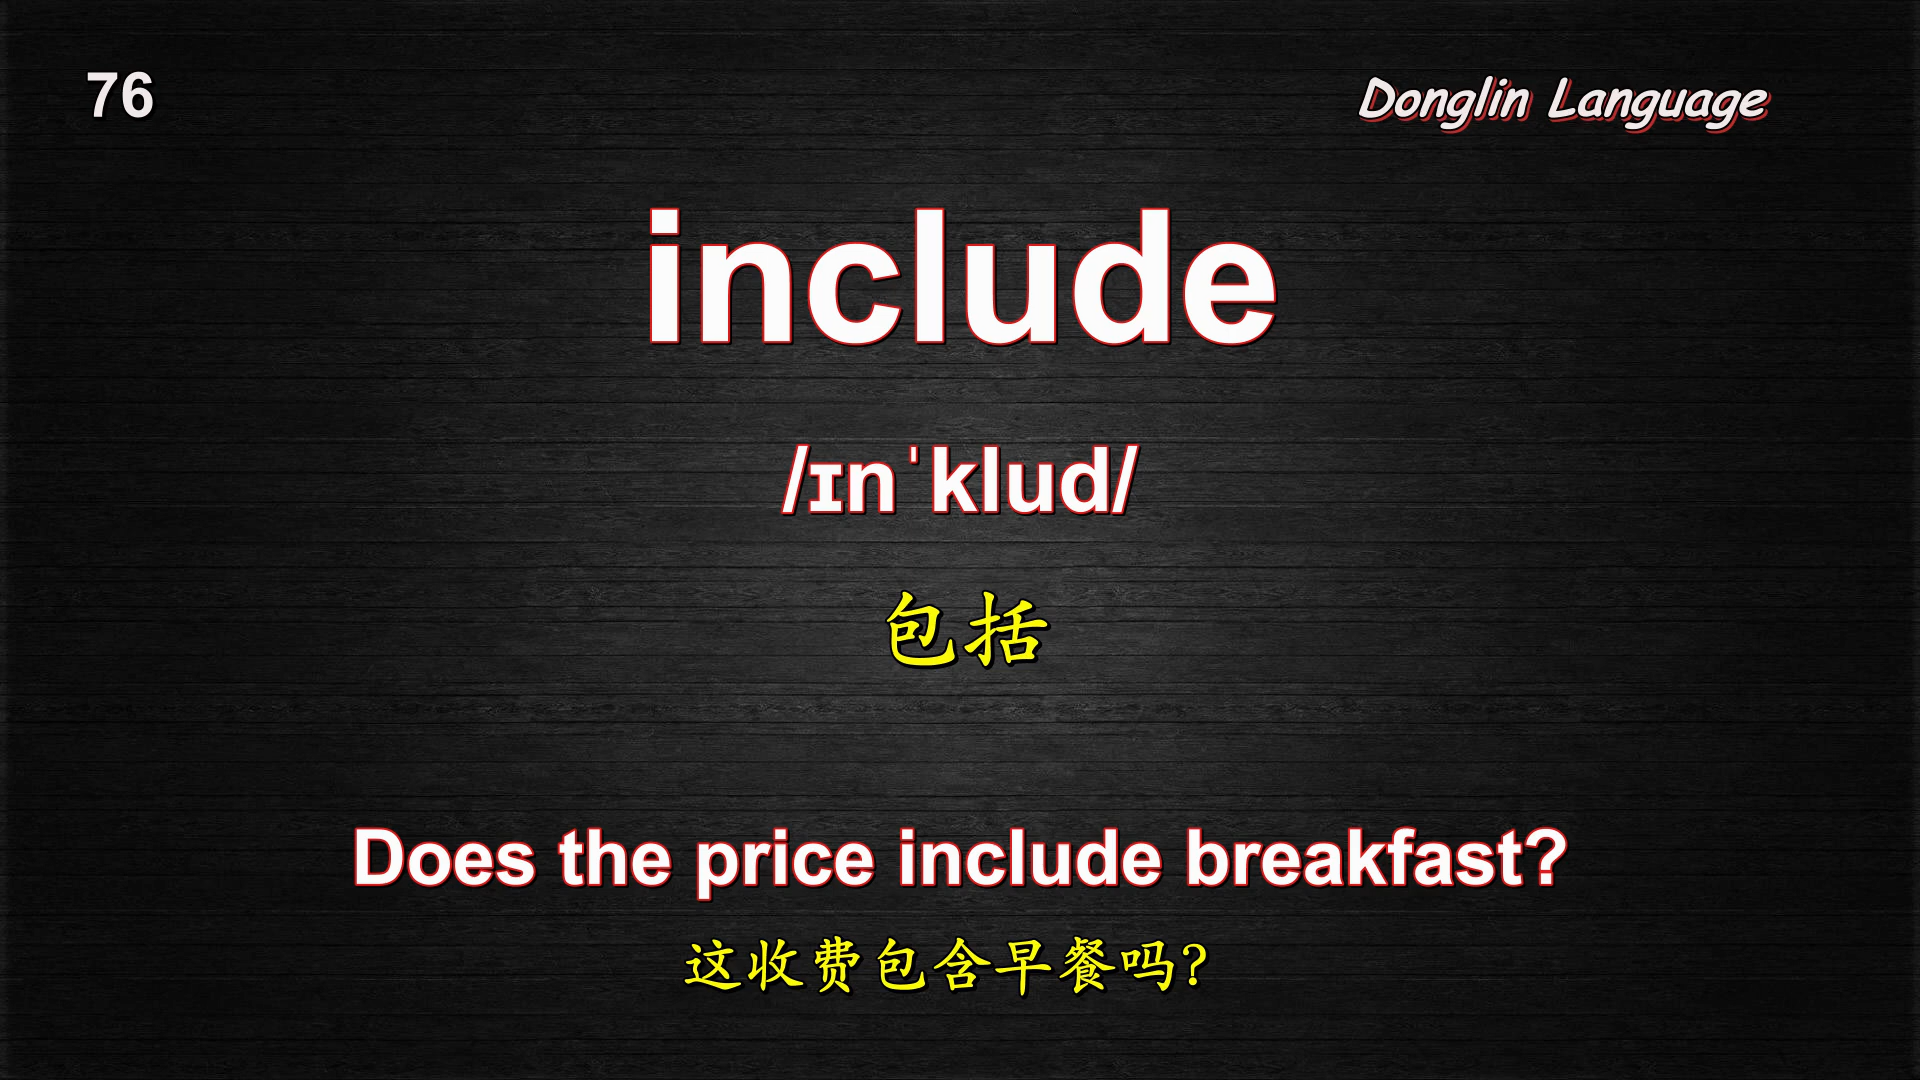 76
Donglin Language
include
/ɪnˈklud/
包括
Does the price include breakfast?
这收费包含早餐吗?